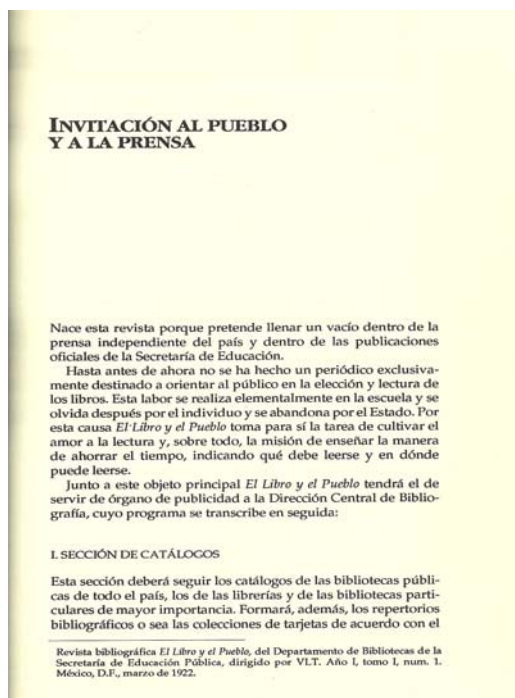 INVITACIÓN AL PUEBLO
Y A LA PRENSA
Nace esta revista porque pretende llenar un vacío dentro de la
prensa independiente del país y dentro de las publicaciones
oficiales de la Secretaría de Educación.
Hasta antes de ahora no se ha hecho un periódico exclusiva-
mente destinado a orientar al público en la elección y lectura de
los libros. Esta labor se realiza elementalmente en la escuela y se
olvida después por el individuo y se abandona por el Estado. Por
esta causa El Libro y el Pueblo toma para sí la tarea de cultivar el
amor a la lectura y, sobre todo, la misión de enseñar la manera
de ahorrar el tiempo, indicando qué debe leerse y en dónde
puede leerse.
Junto a este objeto principal El Libro y el Pueblo tendrá el de
servir de órgano de publicidad a la Dirección Central de Biblio-
grafía, cuyo programa se transcribe en seguida:
I. SECCIÓN DE CATÁLOGOS
Esta sección deberá seguir los catálogos de las bibliotecas públi-
cas de todo el país, los de las librerías y de las bibliotecas parti-
culares de mayor importancia. Formará, además, los repertorios
bibliográficos o sea las colecciones de tarjetas de acuerdo con el
Revista bibliográfica El Libro y el Pueblo, del Departamento de Bibliotecas de la
Secretaría de Educación Pública, dirigido por VLT. Año I, tomo I, num. 1.
México, D.F., marzo de 1922.